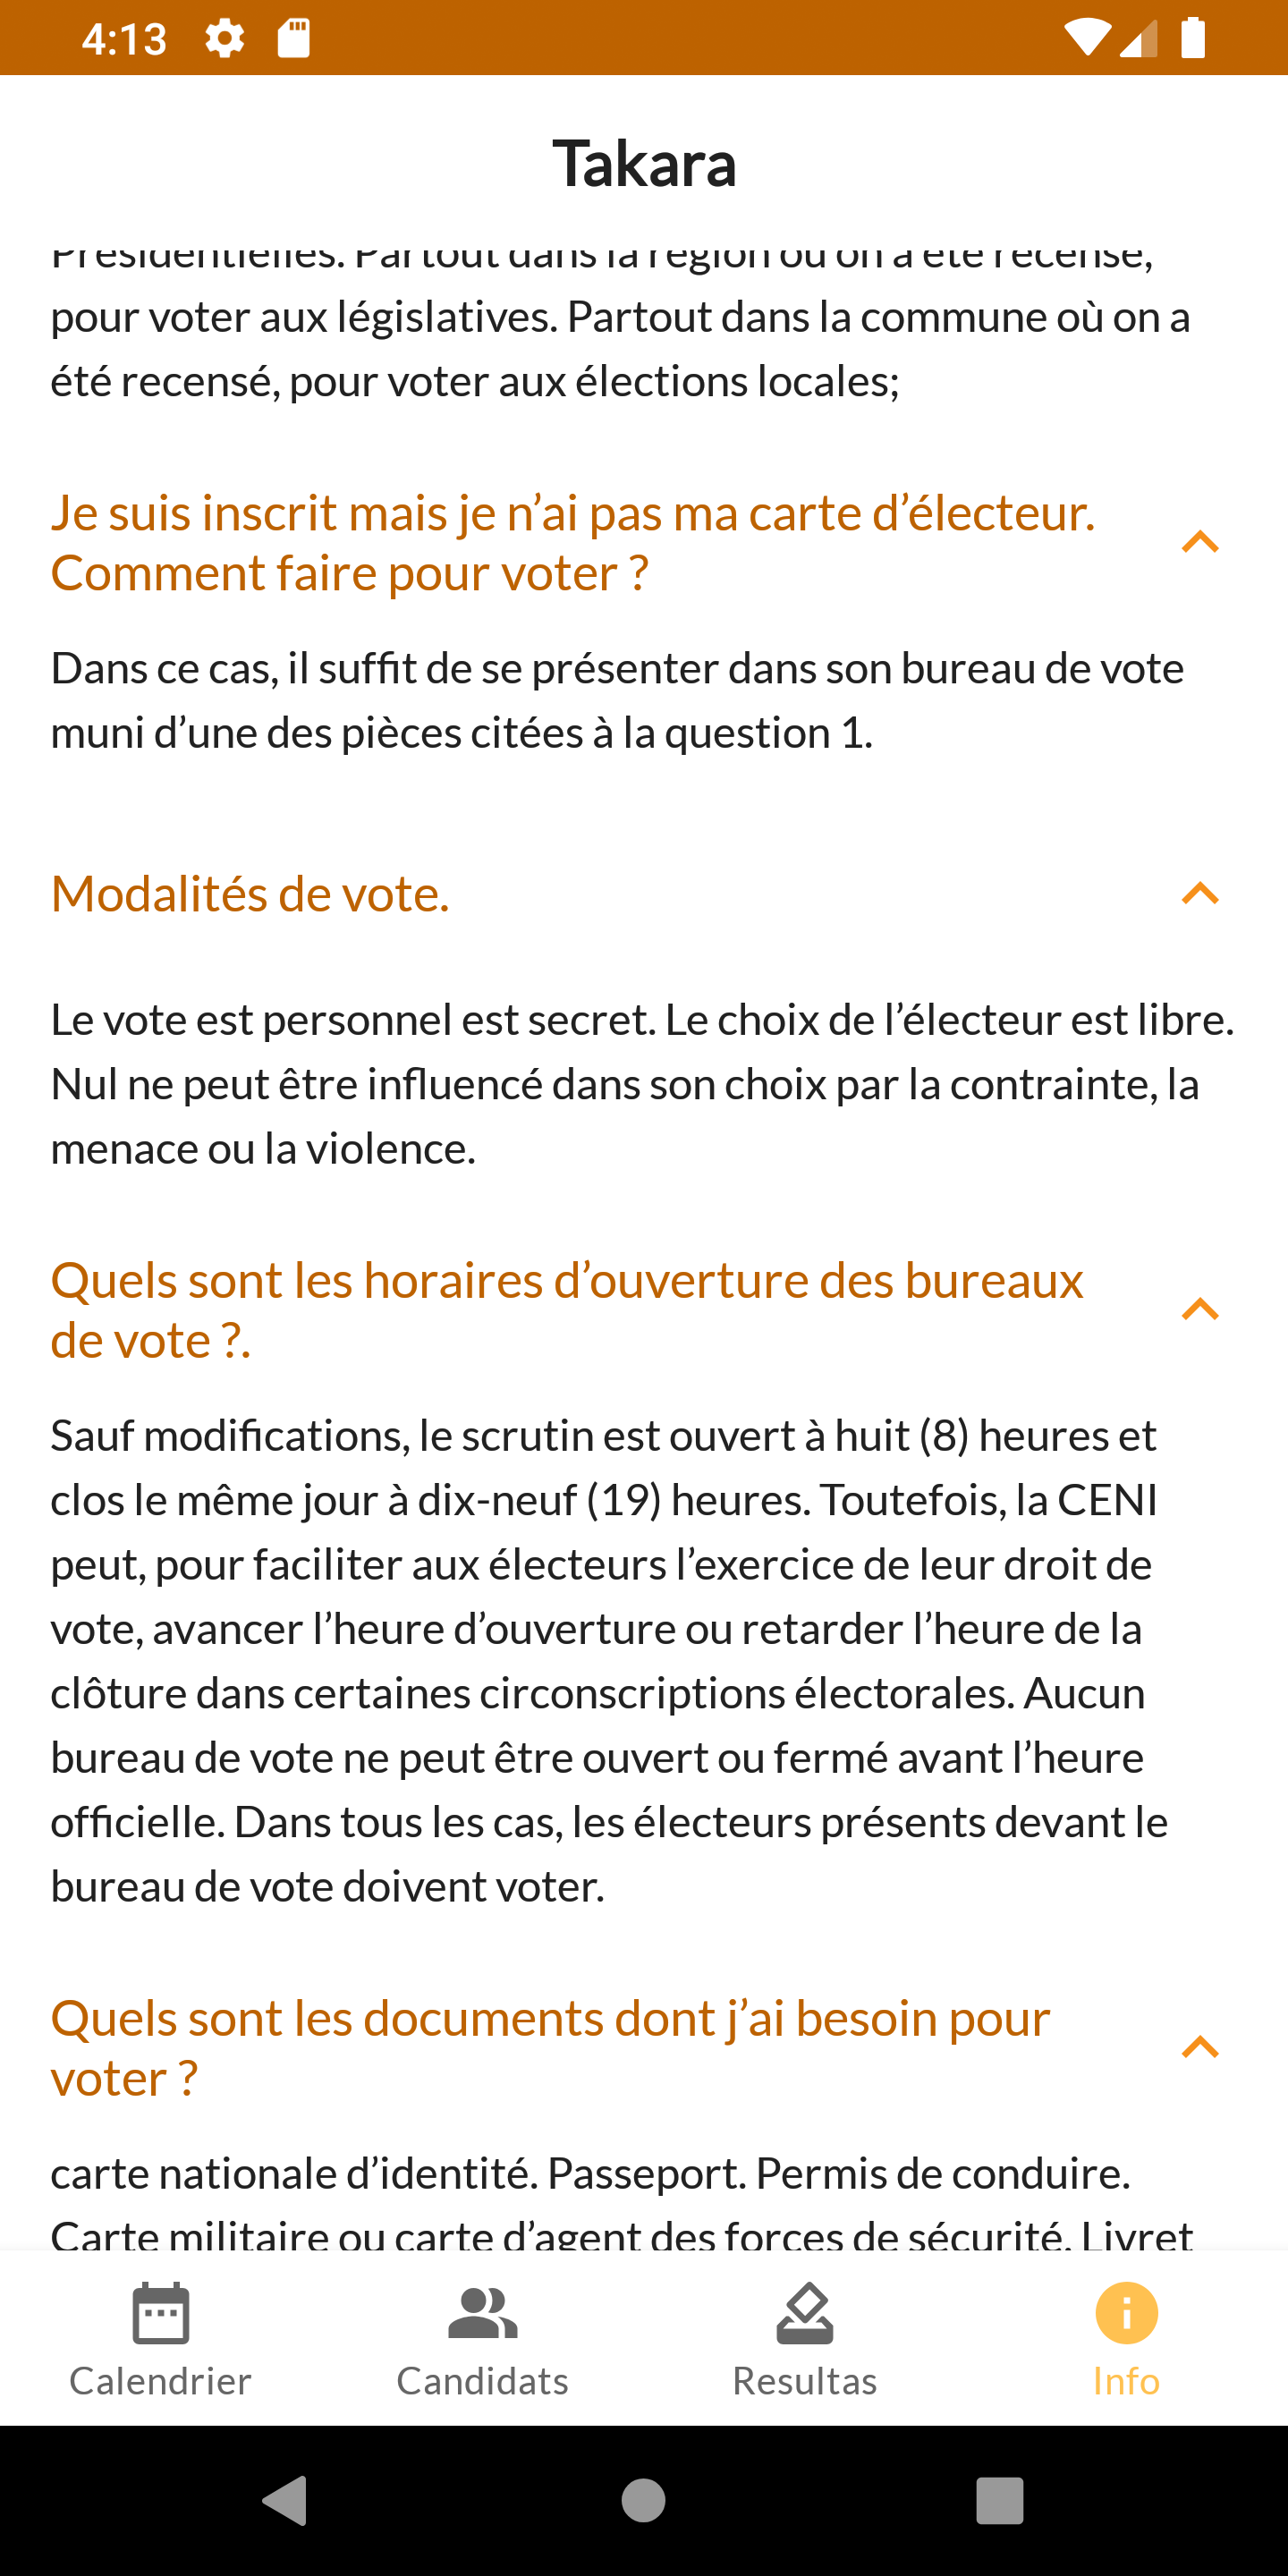 4:13
Takara
Présidentielles. Partout dans la région où on a été recensé,
pour voter aux législatives. Partout dans la commune où on a
été recensé, pour voter aux élections locales;
Je suis inscrit mais je n’ai pas ma carte d’électeur.
Comment faire pour voter ?
Dans ce cas, il suffit de se présenter dans son bureau de vote
muni d’une des pièces citées à la question 1.
Modalités de vote.
Le vote est personnel est secret. Le choix de l’électeur est libre.
Nul ne peut être influencé dans son choix par la contrainte, la
menace ou la violence.
Quels sont les horaires d’ouverture des bureaux
de vote ?.
Sauf modifications, le scrutin est ouvert à huit (8) heures et
clos le même jour à dix-neuf (19) heures. Toutefois, la CENI
peut, pour faciliter aux électeurs l’exercice de leur droit de
vote, avancer l’heure d’ouverture ou retarder l’heure de la
clôture dans certaines circonscriptions électorales. Aucun
bureau de vote ne peut être ouvert ou fermé avant l’heure
officielle. Dans tous les cas, les électeurs présents devant le
bureau de vote doivent voter.
Quels sont les documents dont j’ai besoin pour
voter ?
carte nationale d’identité. Passeport. Permis de conduire.
Carte militaire ou carte d’agent des forces de sécurité. Livret
Calendrier
Candidats
Resultas
Info